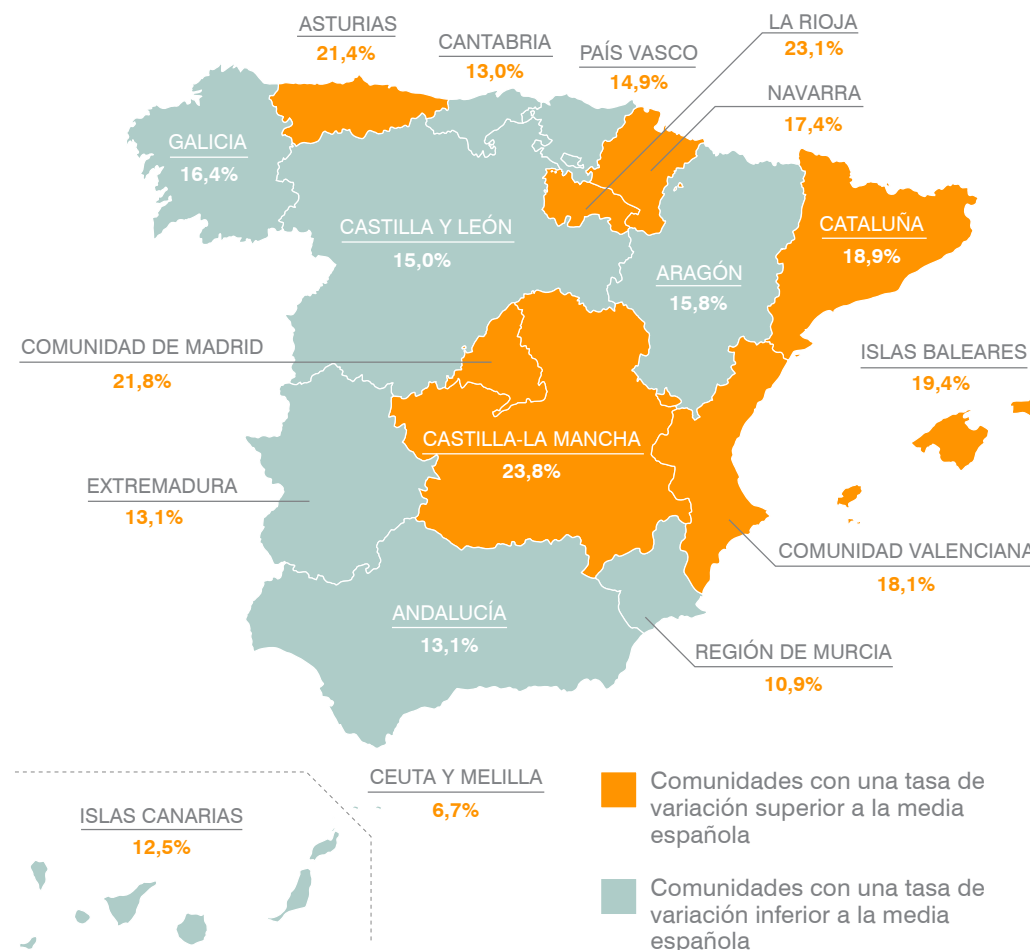 ASTURIAS
21,4%
CANTABRIA
13,0%
PAÍS VASCO
14,9%
LA RIOJA
23,1%
NAVARRA
17,4%
GALICIA
16,4%
CASTILLA Y LEÓN
15,0%
ARAGÓN
15,8%
CATALUÑA
18,9%
COMUNIDAD DE MADRID
21,8%
ISLAS BALEARES
19,4%
CASTILLA-LA MANCHA
23,8%
EXTREMADURA
13,1%
COMUNIDAD VALENCIANA
18,1%
ANDALUCÍA
13,1%
REGIÓN DE MURCIA
10,9%
CEUTA Y MELILLA
6,7%
ISLAS CANARIAS
12,5%
Comunidades con una tasa de
variación superior a la media
española
Comunidades con una tasa de
variación inferior a la media
española